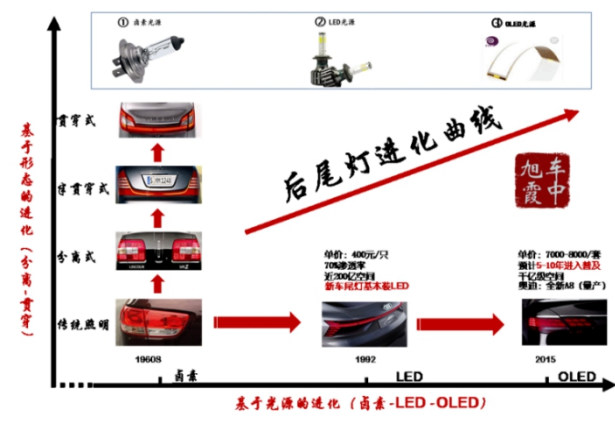 ① 卤素光源
② LED光源
③ OLED光源
后尾灯进化曲线
旭霞
车中
基于形态的进化（分离-贯穿）
贯穿式
半贯穿式
分离式
传统照明
单价：400元/只
70%渗透率
近200亿空间
新车尾灯基本装LED
单价：7000-8000/套
预计5-10年进入普及
千亿级空间
奥迪：全新A8（量产）
1960S
1992
2015
卤素
LED
OLED
基于光源的进化（卤素-LED-OLED）